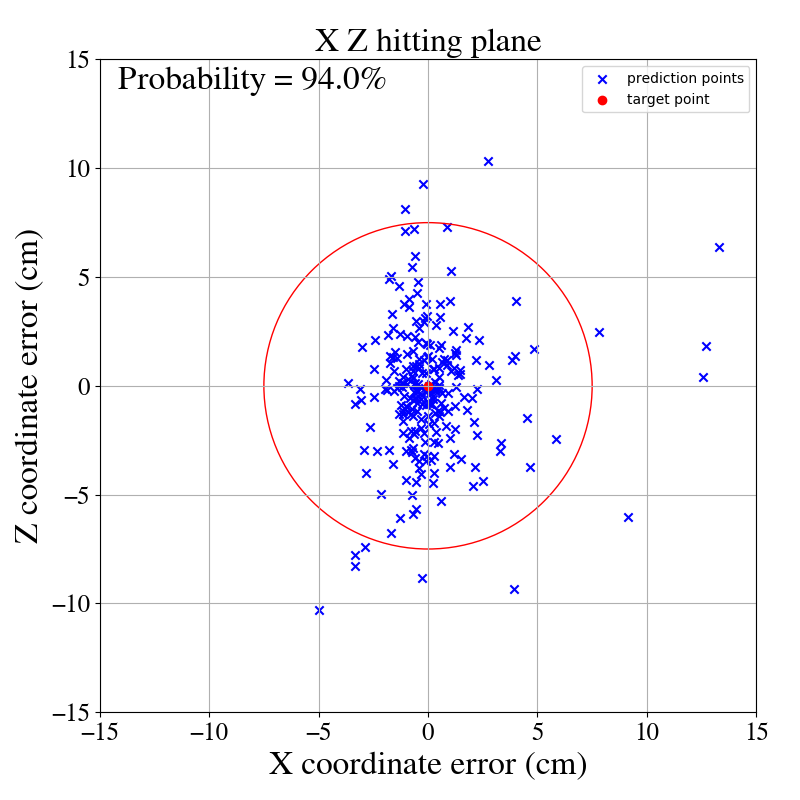 X Z hitting plane
Probability = 94.0%
prediction points
target point
15
10
5
0
−5
−10
−15
Z coordinate error (cm)
−15 −10 −5 0 5 10 15
X coordinate error (cm)